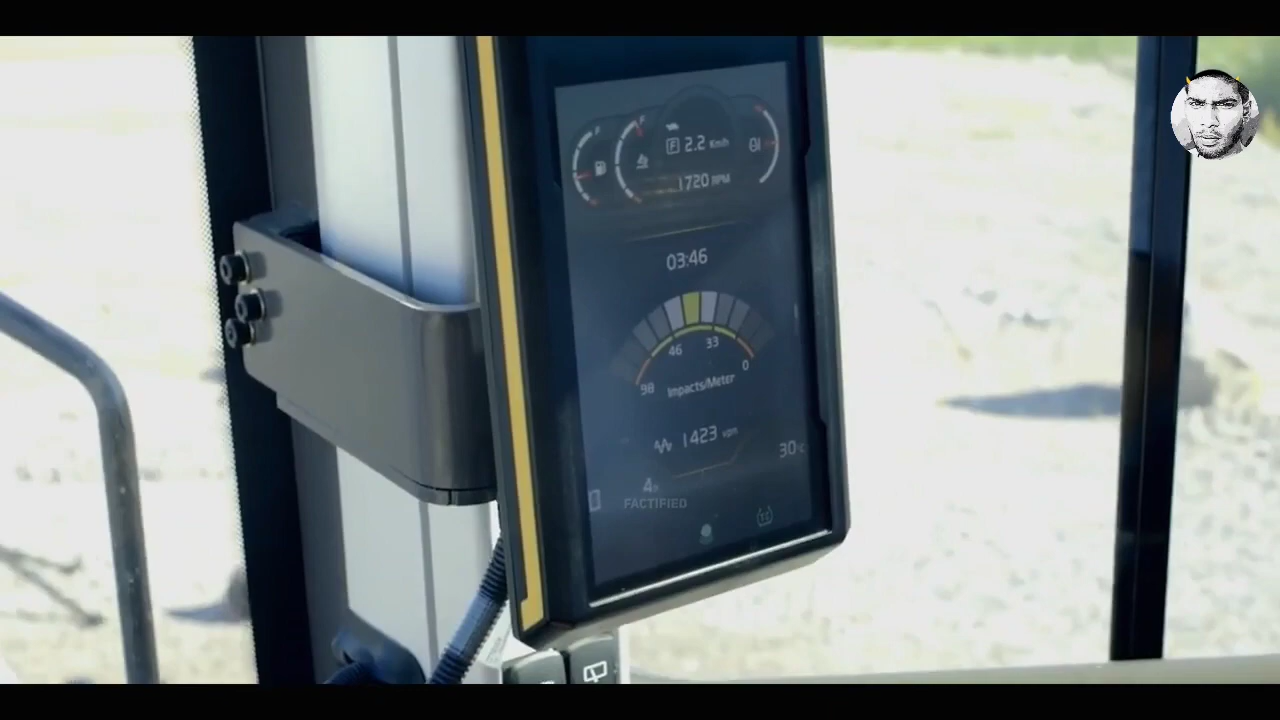 F
F
F 2.2 Km/h
1720 RPM
03:46
46 33
98 0
Impacts/Meter
1423 vpm
30°C
FACTIFIED